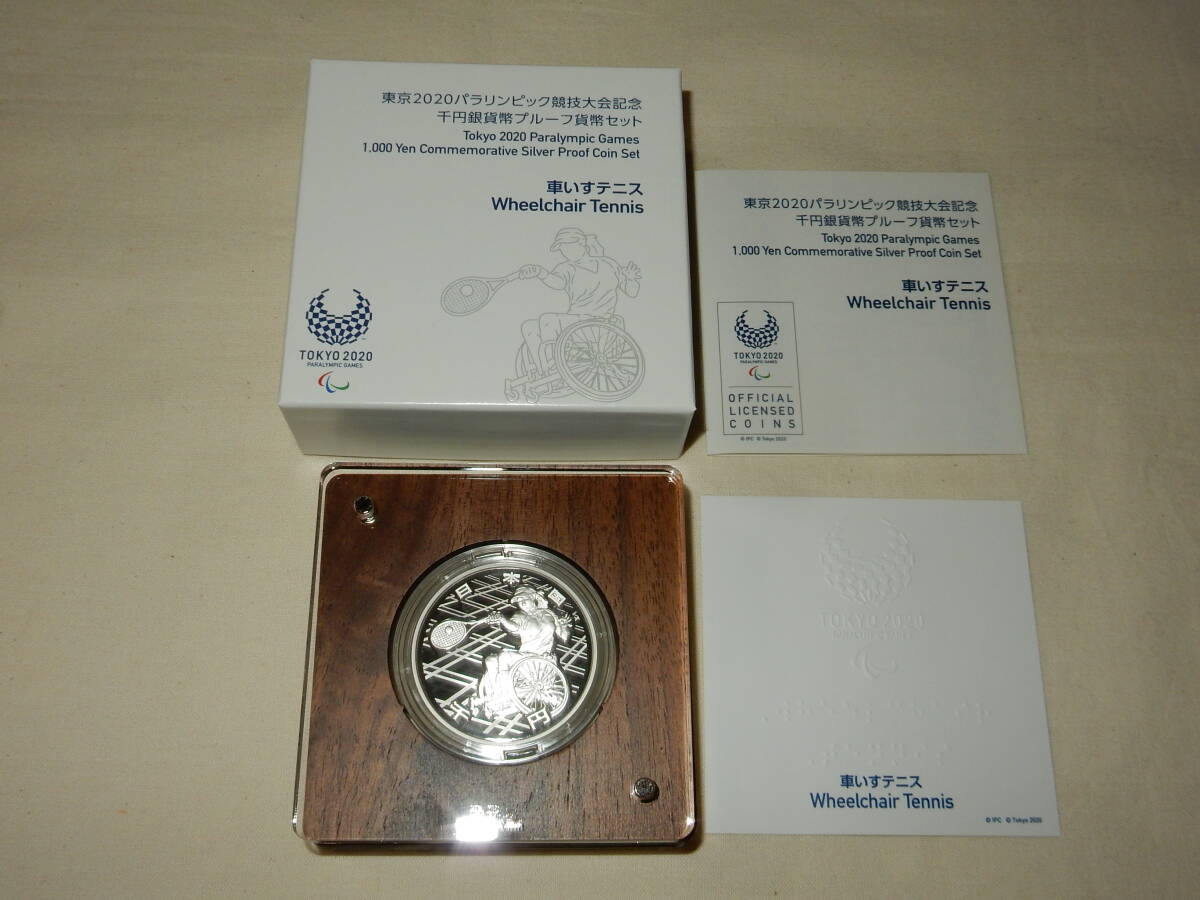 東京2020パラリンピック競技大会記念
千円銀貨幣プルーフ貨幣セット
Tokyo 2020 Paralympic Games
1,000 Yen Commemorative Silver Proof Coin Set
車いすテニス
Wheelchair Tennis
TOKYO 2020
PARALYMPIC GAMES
東京2020パラリンピック競技大会記念
千円銀貨幣プルーフ貨幣セット
Tokyo 2020 Paralympic Games
1,000 Yen Commemorative Silver Proof Coin Set
車いすテニス
Wheelchair Tennis
TOKYO 2020
PARALYMPIC GAMES
OFFICIAL
LICENSED
COINS
© IPC © Tokyo 2020
日本国
千円
TOKYO 2020
PARALYMPIC GAMES
車いすテニス
Wheelchair Tennis
© IPC © Tokyo 2020